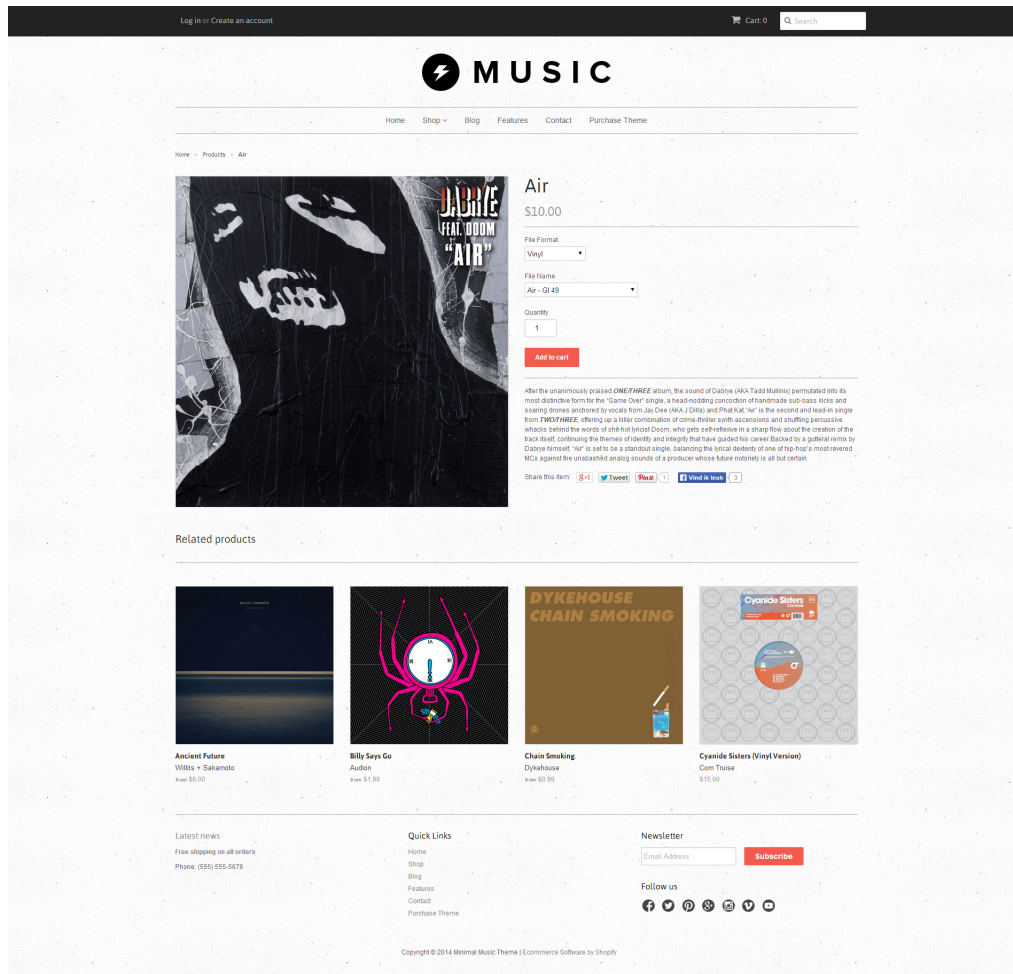 Log in or Create an account
Cart: 0
Search
MUSIC
Home Shop Blog Features Contact Purchase Theme
Home Products Air
DABRYE
FEAT. DOOM
“AIR”
Air
$10.00
File Format
Vinyl
File Name
Air - GI 49
Quantity
1
Add to cart
After the unanimously praised ONE/THREE album, the sound of Dabrye (AKA Tadd Mullinix) permutated into its
most distinctive form for the “Game Over” single, a head-nodding concoction of handmade sub-bass kicks and
soaring drones anchored by vocals from Jay Dee (AKA J Dilla) and Phat Kat.“Air” is the second and lead-in single
from TWO/THREE, offering up a killer combination of crime-thriller synth ascensions and shuffling percussive
whacks behind the words of shit-hot lyricist Doom, who gets self-reflexive in a sharp flow about the creation of the
track itself, continuing the themes of identity and integrity that have guided his career.Backed by a gutteral remix by
Dabrye himself, “Air” is set to be a standout single, balancing the lyrical dexterity of one of hip-hop's most revered
MCs against the unabashed analog sounds of a producer whose future notoriety is all but certain.
Share this item: g+1 Tweet Pin it 1 Vind ik leuk 3
Related products
WILLITS + SAKAMOTO
DYKEHOUSE
CHAIN SMOKING
Cyanide Sisters
Ancient Future
Willits + Sakamoto
from $8.00
Billy Says Go
Audion
from $1.99
Chain Smoking
Dykehouse
from $0.99
Cyanide Sisters (Vinyl Version)
Com Truise
$15.00
Latest news
Free shipping on all orders
Phone: (555) 555-5678
Quick Links
Home
Shop
Blog
Features
Contact
Purchase Theme
Newsletter
Email Address
Subscribe
Follow us
Copyright © 2014 Minimal Music Theme | Ecommerce Software by Shopify